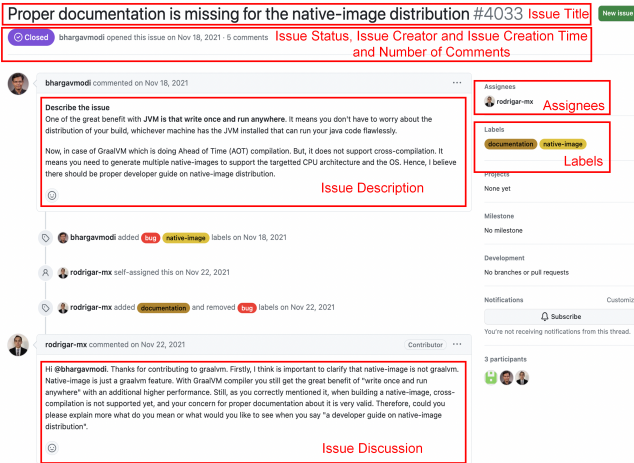 Proper documentation is missing for the native-image distribution #4033 Issue Title
New issue
Closed bhargavmodi opened this issue on Nov 18, 2021 · 5 comments Issue Status, Issue Creator and Issue Creation Time
and Number of Comments
bhargavmodi commented on Nov 18, 2021 ...
Describe the issue
One of the great benefit with JVM is that write once and run anywhere. It means you don't have to worry about the
distribution of your build, whichever machine has the JVM installed that can run your java code flawlessly.
Now, in case of GraalVM which is doing Ahead of Time (AOT) compilation. But, it does not support cross-compilation. It
means you need to generate multiple native-images to support the targetted CPU architecture and the OS. Hence, I believe
there should be proper developer guide on native-image distribution.
Issue Description
bhargavmodi added bug native-image labels on Nov 18, 2021
rodrigar-mx self-assigned this on Nov 22, 2021
rodrigar-mx added documentation and removed bug labels on Nov 22, 2021
rodrigar-mx commented on Nov 22, 2021 Contributor ...
Hi @bhargavmodi. Thanks for contributing to graalvm. Firstly, I think is important to clarify that native-image is not graalvm.
Native-image is just a graalvm feature. With GraalVM compiler you still get the great benefit of "write once and run
anywhere" with an additional higher performance. Still, as you correctly mentioned it, when building a native-image, cross-
compilation is not supported yet, and your concern for proper documentation about it is very valid. Therefore, could you
please explain more what do you mean or what would you like to see when you say "a developer guide on native-image
distribution".
Issue Discussion
Assignees
rodrigar-mx Assignees
Labels
documentation native-image
Labels
Projects
None yet
Milestone
No milestone
Development
No branches or pull requests
Notifications Customiz
Subscribe
You're not receiving notifications from this thread.
3 participants